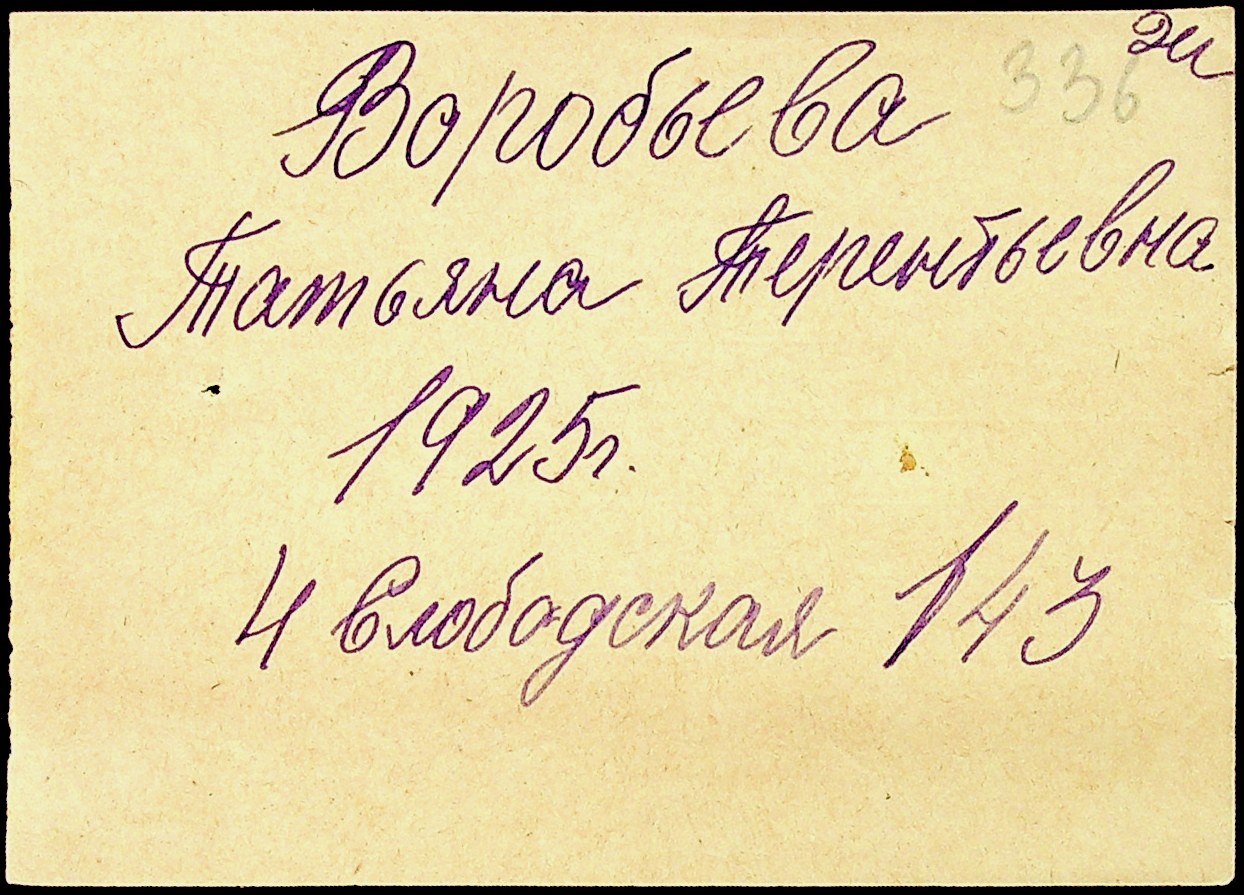 336
Воробьева
Татьяна Терентьевна
1925г.
4 Слободская 143